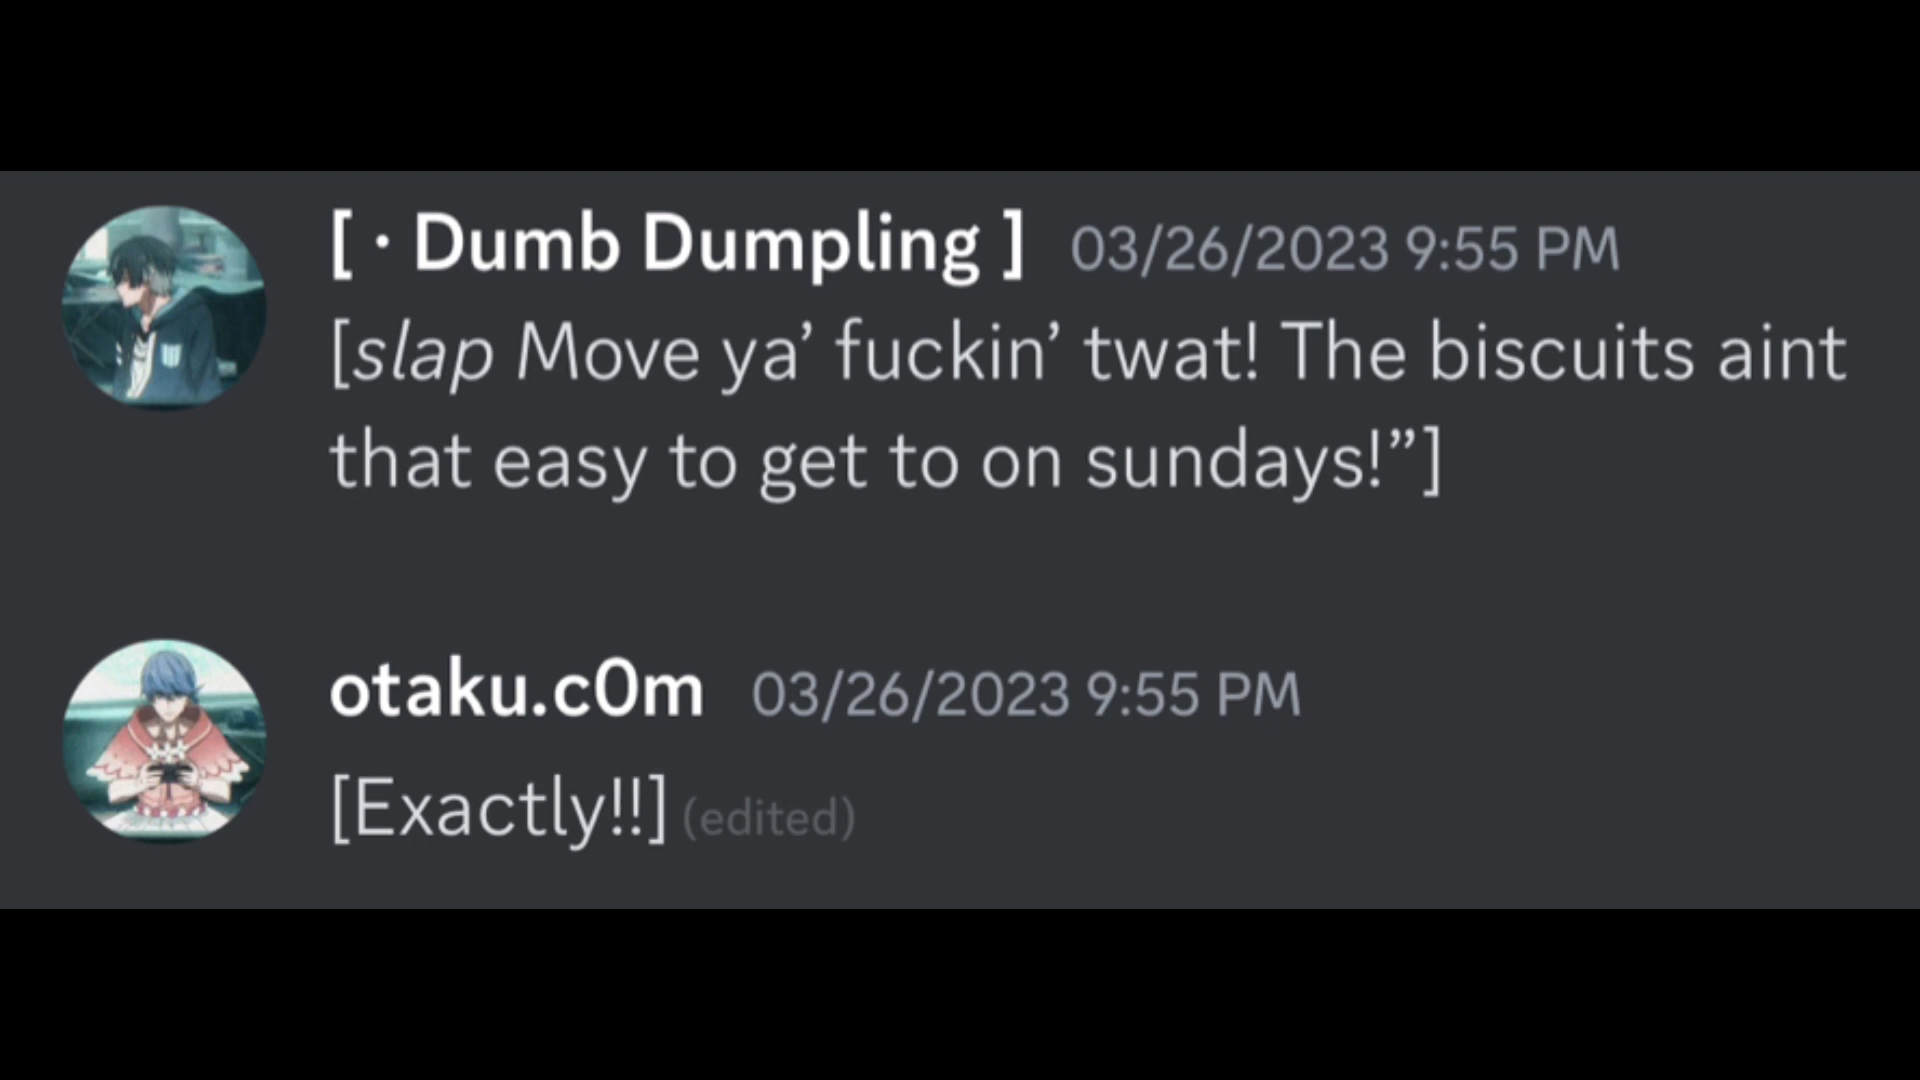 [ · Dumb Dumpling ] 03/26/2023 9:55 PM
[slap Move ya’ fuckin’ twat! The biscuits aint
that easy to get to on sundays!”]
otaku.c0m 03/26/2023 9:55 PM
[Exactly!!] (edited)